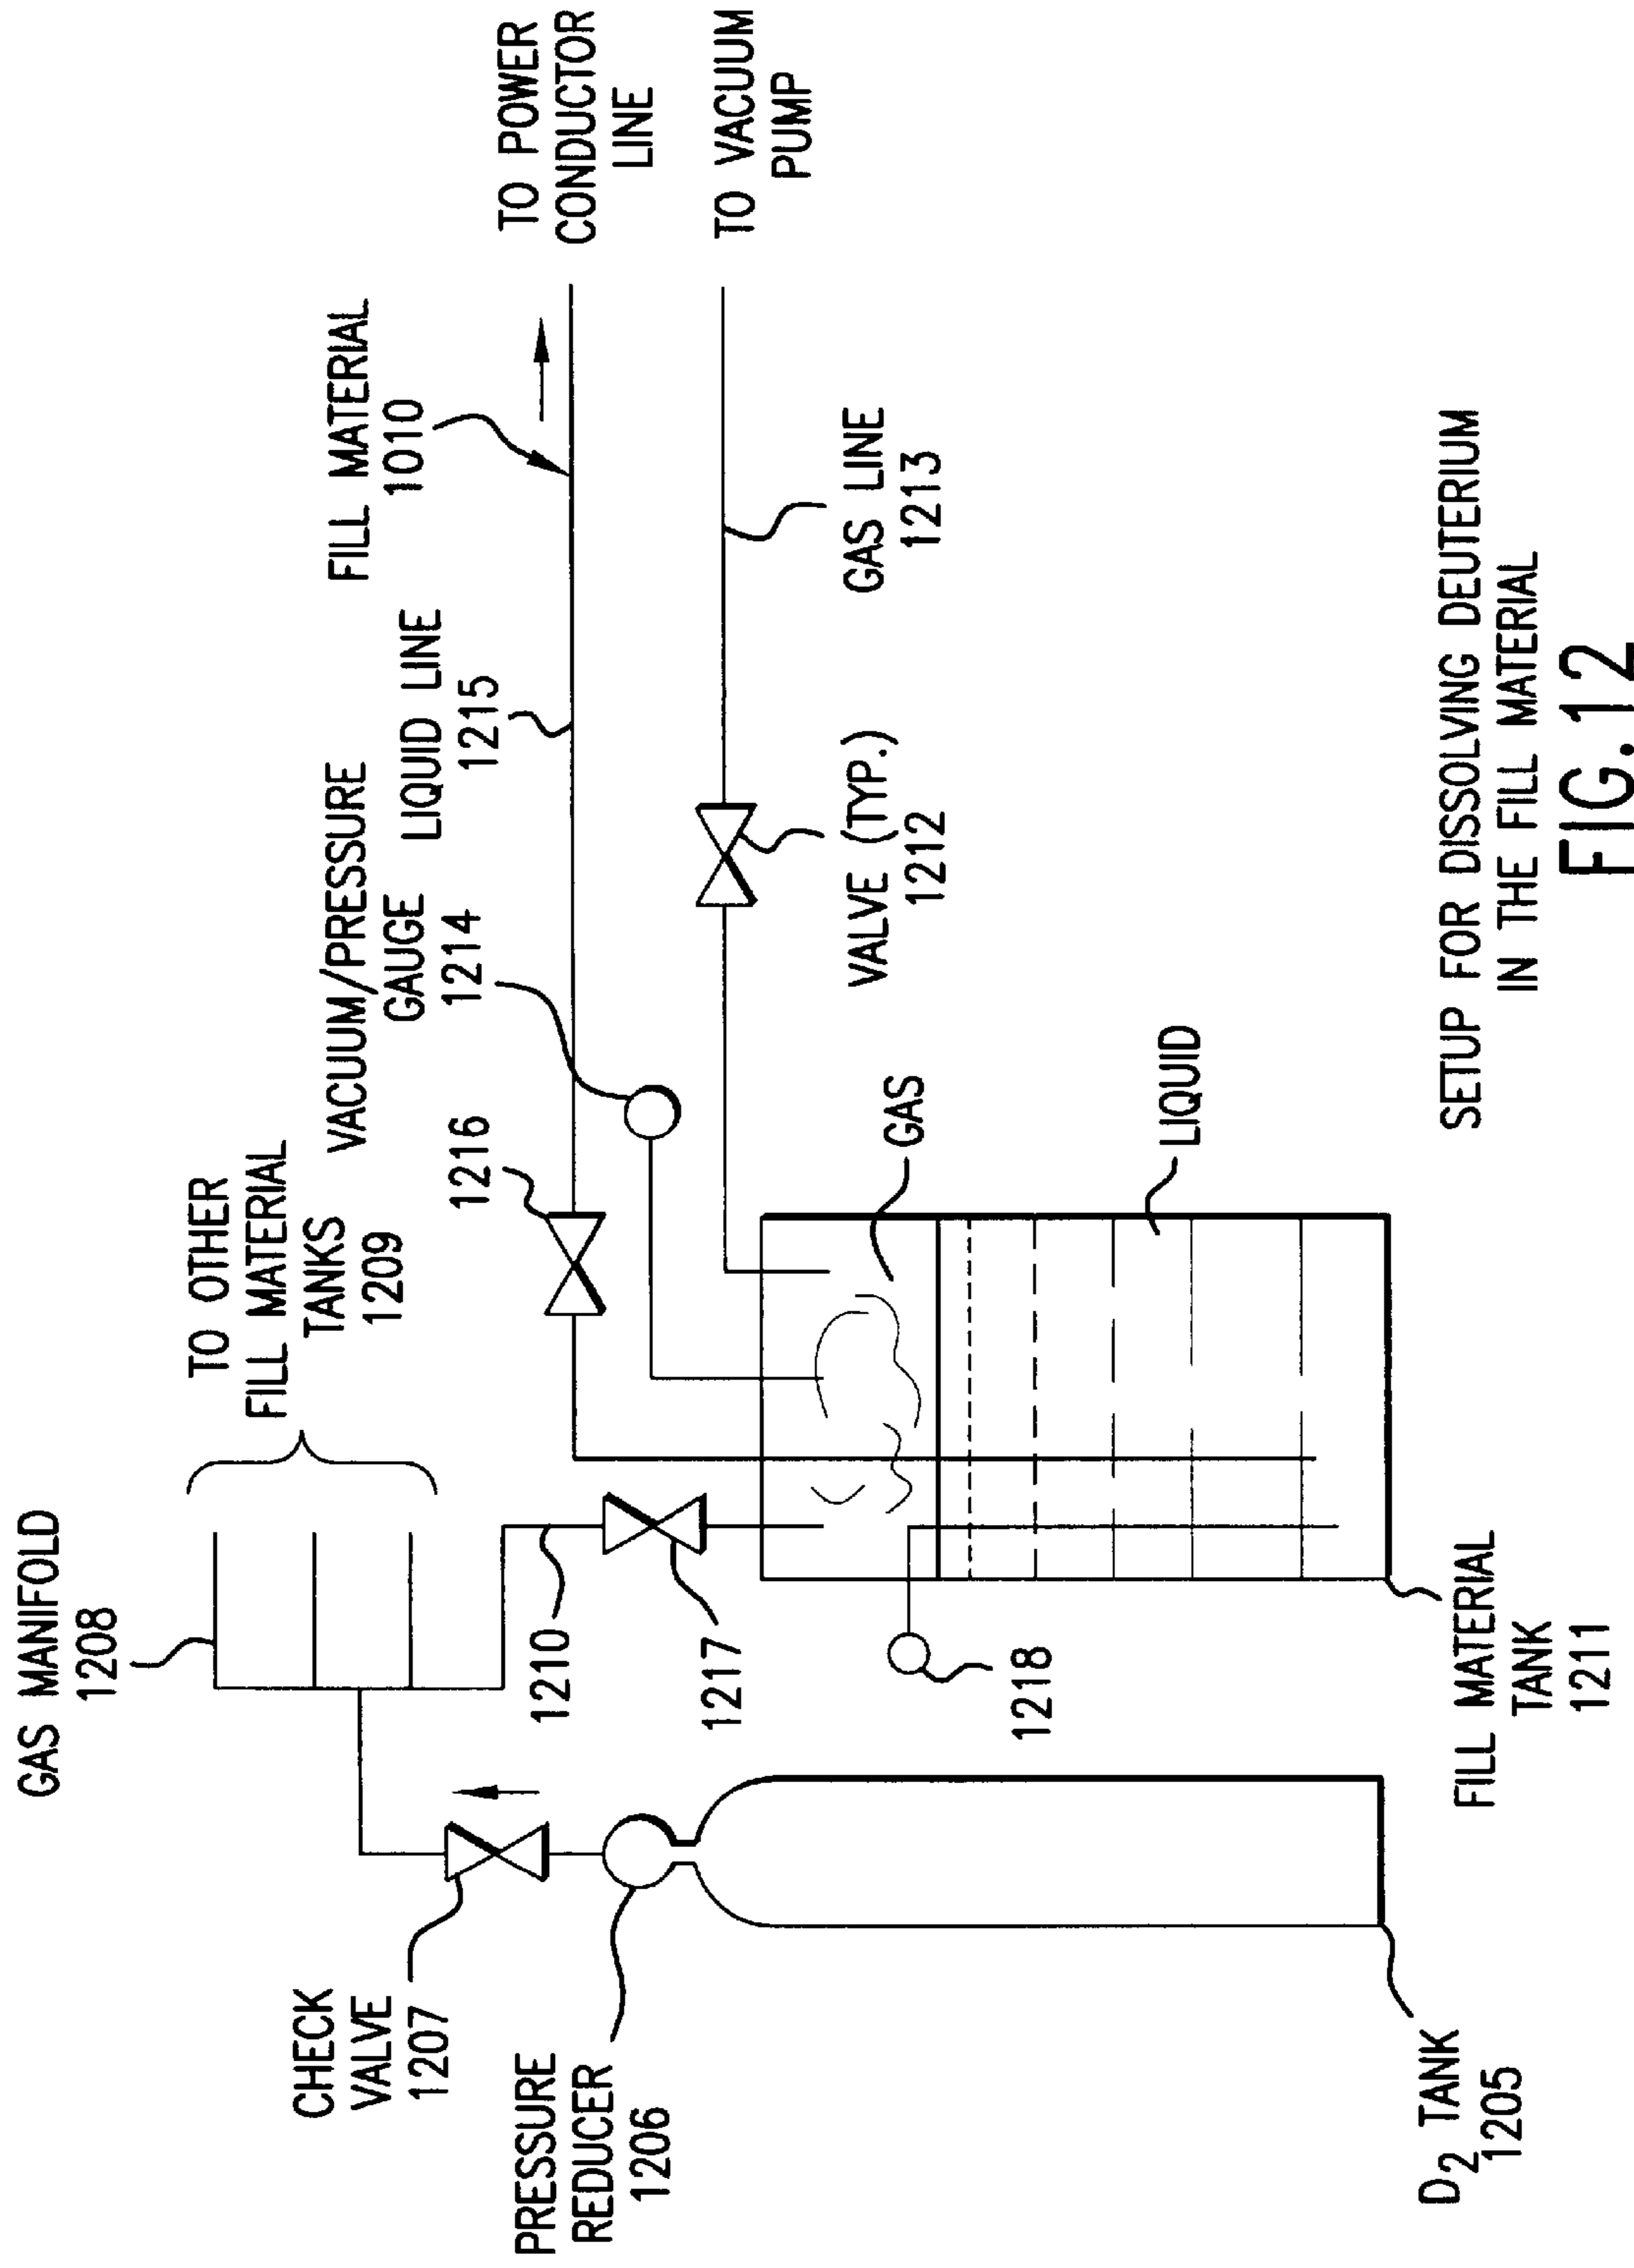 GAS MANIFOLD
1208
TO OTHER
FILL MATERIAL
TANKS
1209
CHECK
VALVE
1207
PRESSURE
REDUCER
1206
D2 TANK
1205
1210
1217
1218
FILL MATERIAL
TANK
1211
1216
VACUUM/PRESSURE
GAUGE
1214
LIQUID LINE
1215
FILL MATERIAL
1010
TO POWER
CONDUCTOR
LINE
TO VACUUM
PUMP
GAS LINE
1213
VALVE (TYP.)
1212
GAS
LIQUID
SETUP FOR DISSOLVING DEUTERIUM
IN THE FILL MATERIAL
FIG.12